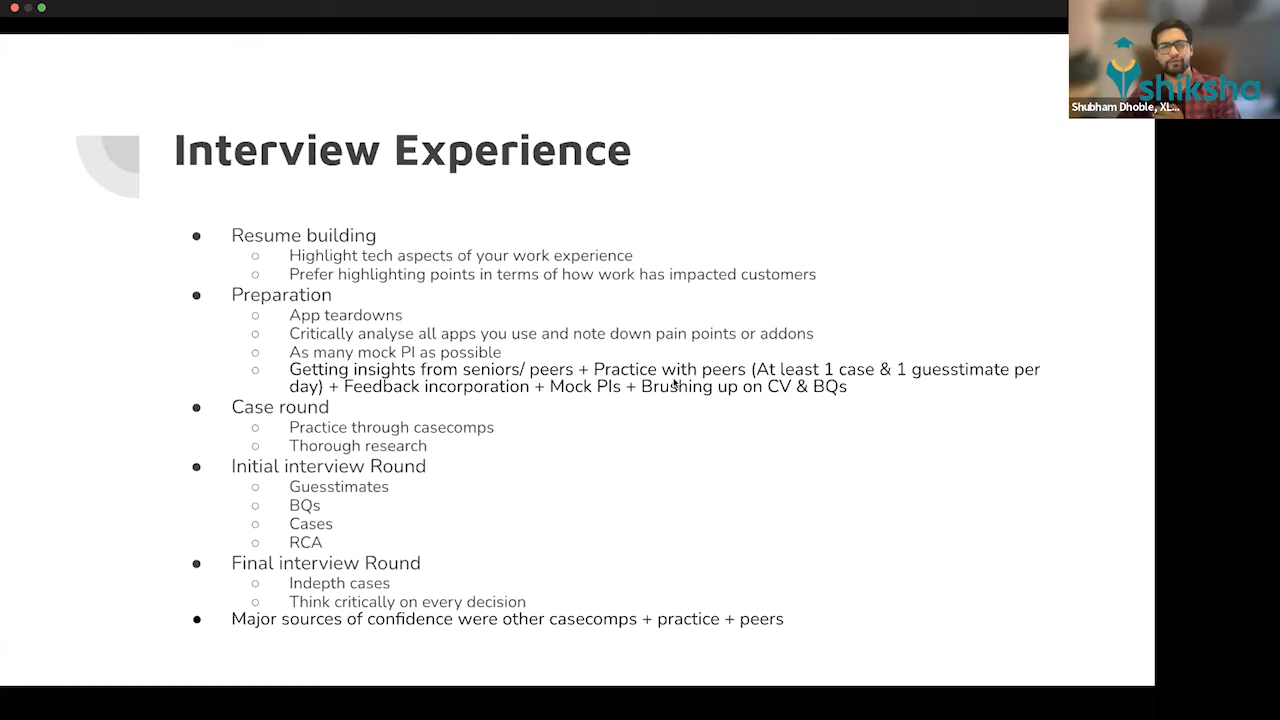 shiksha
Shubham Dhoble, XL...
Interview Experience
● Resume building
○ Highlight tech aspects of your work experience
○ Prefer highlighting points in terms of how work has impacted customers
● Preparation
○ App teardowns
○ Critically analyse all apps you use and note down pain points or addons
○ As many mock PI as possible
○ Getting insights from seniors/ peers + Practice with peers (At least 1 case & 1 guesstimate per
day) + Feedback incorporation + Mock PIs + Brushing up on CV & BQs
● Case round
○ Practice through casecomps
○ Thorough research
● Initial interview Round
○ Guesstimates
○ BQs
○ Cases
○ RCA
● Final interview Round
○ Indepth cases
○ Think critically on every decision
● Major sources of confidence were other casecomps + practice + peers